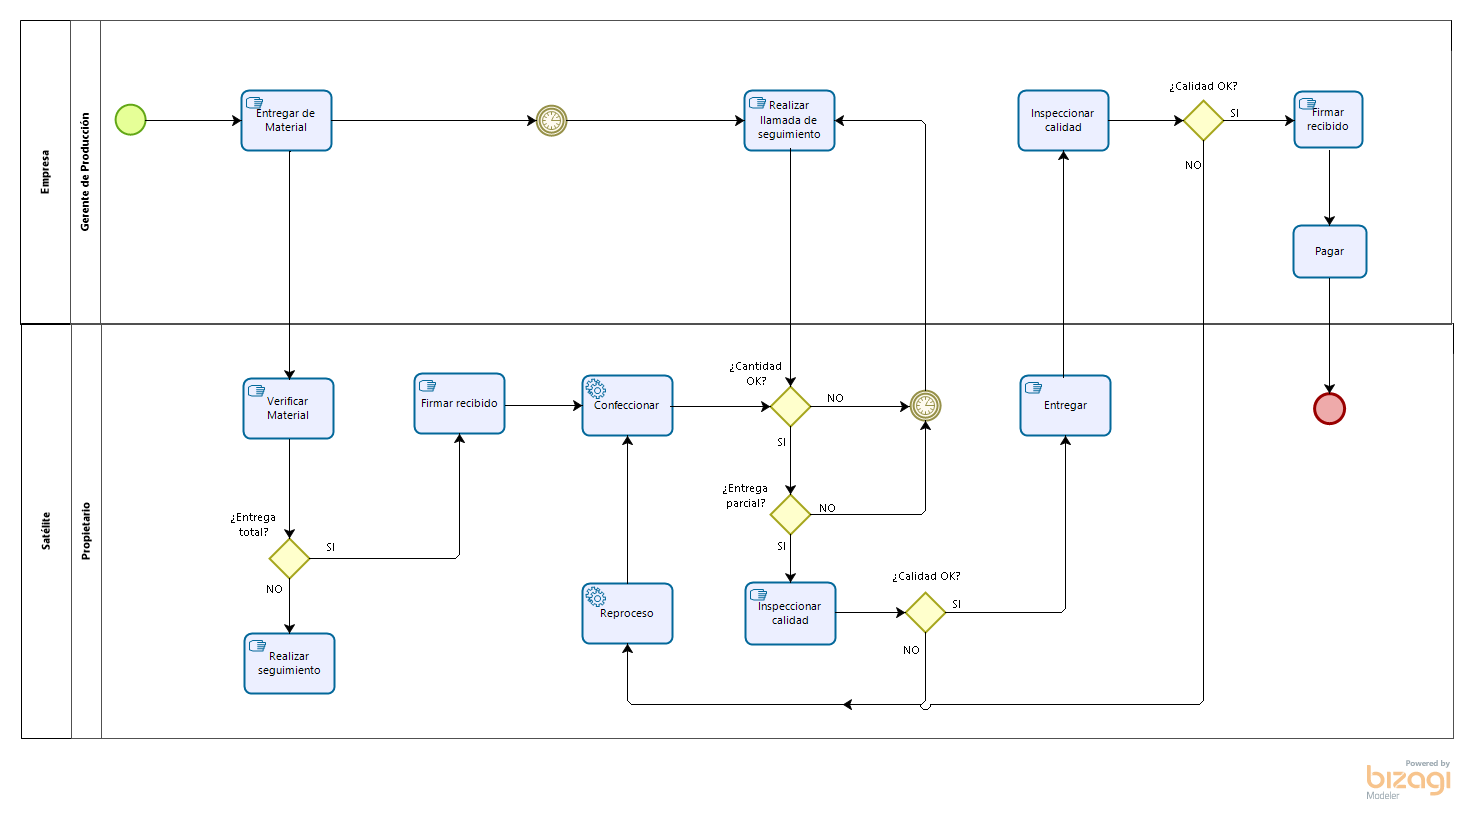 Empresa
Gerente de Producción
Entregar de
Material
Realizar
llamada de
seguimiento
Inspeccionar
calidad
¿Calidad OK?
SI
NO
Firmar
recibido
Pagar
Satélite
Propietario
Verificar
Material
¿Entrega
total?
SI
NO
Realizar
seguimiento
Firmar recibido
Confeccionar
Reproceso
¿Cantidad
OK?
NO
SI
¿Entrega
parcial?
NO
SI
Inspeccionar
calidad
¿Calidad OK?
SI
NO
Entregar
Powered by
bizagi
Modeler